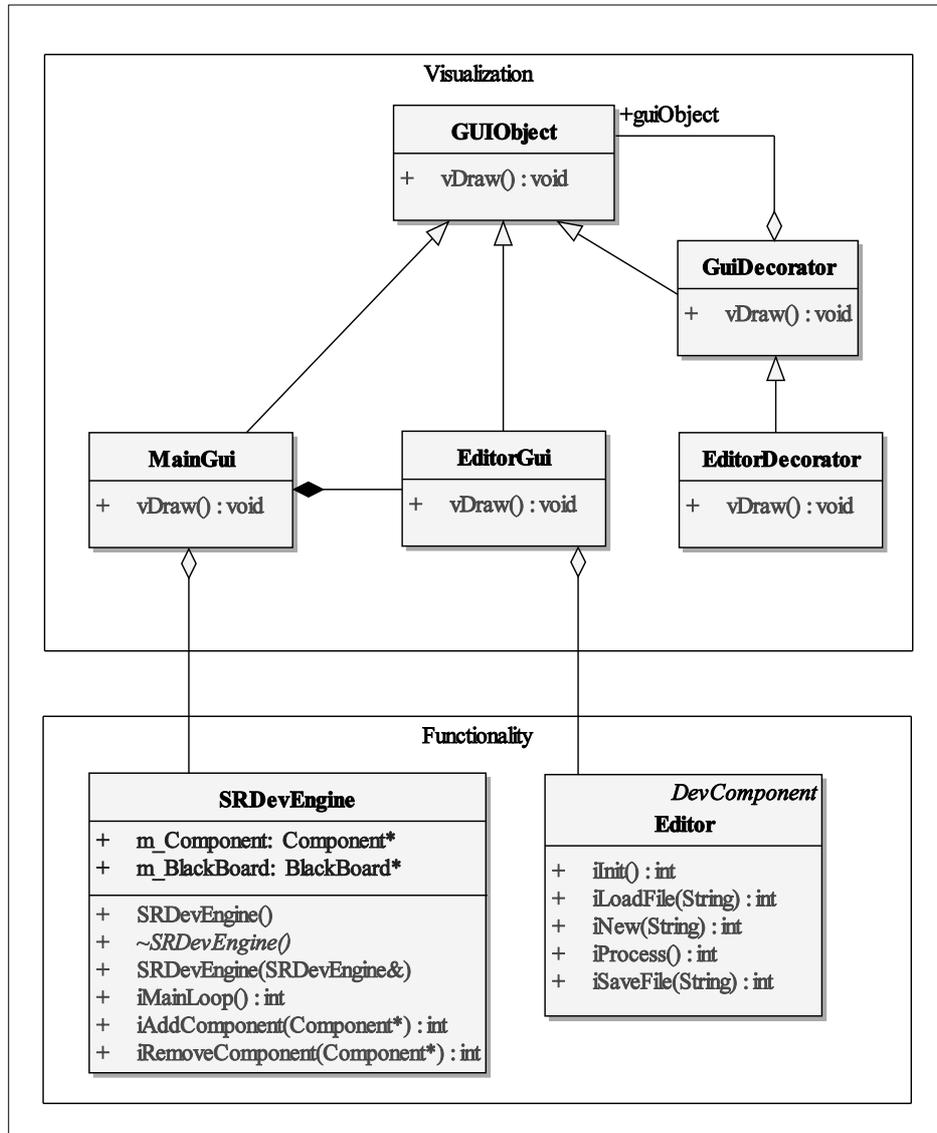 Visualization
GUIObject
+ vDraw() : void
+guiObject
GuiDecorator
+ vDraw() : void
MainGui
+ vDraw() : void
EditorGui
+ vDraw() : void
EditorDecorator
+ vDraw() : void
Functionality
SRDevEngine
+ m_Component: Component*
+ m_BlackBoard: BlackBoard*
+ SRDevEngine()
+ ~SRDevEngine()
+ SRDevEngine(SRDevEngine&)
+ iMainLoop() : int
+ iAddComponent(Component*) : int
+ iRemoveComponent(Component*) : int
DevComponent
Editor
+ iInit() : int
+ iLoadFile(String) : int
+ iNew(String) : int
+ iProcess() : int
+ iSaveFile(String) : int